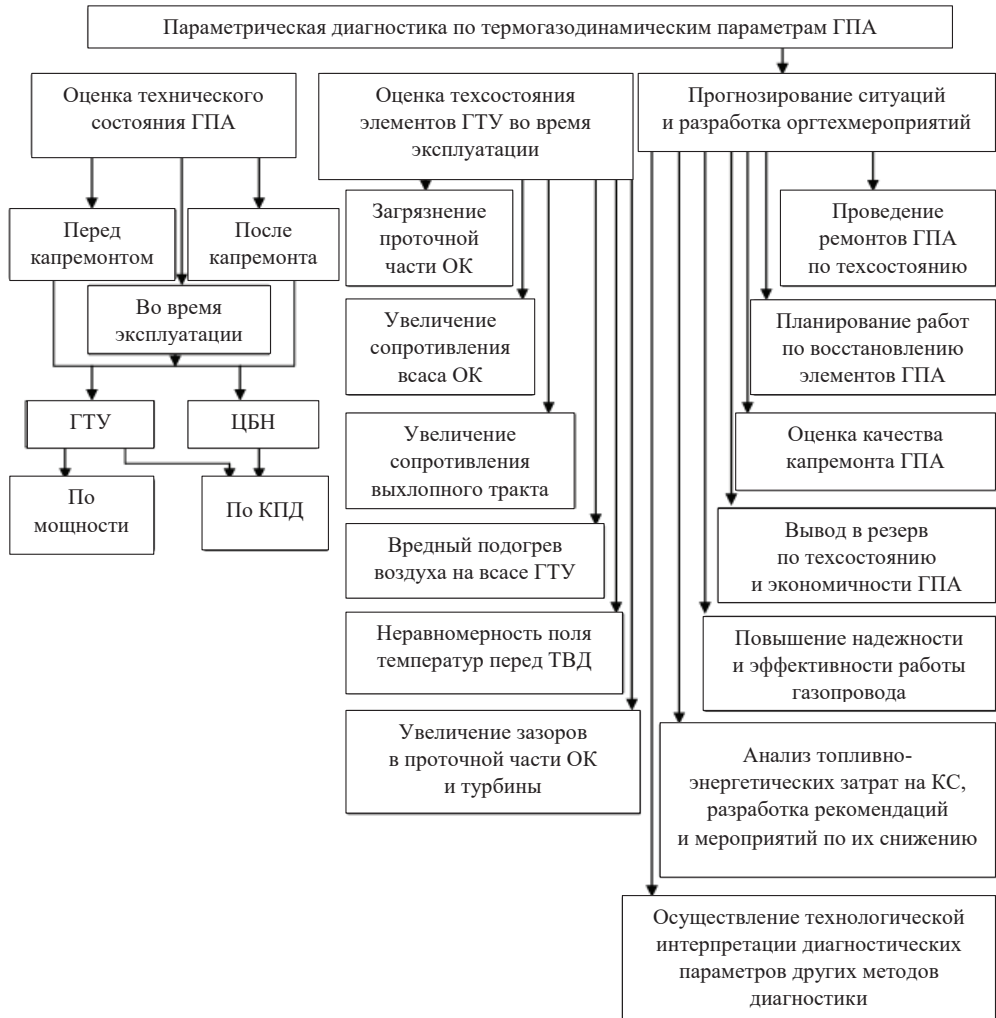 Параметрическая диагностика по термогазодинамическим параметрам ГПА
Оценка технического
состояния ГПА
Перед
капремонтом
После
капремонта
Во время
эксплуатации
ГТУ
ЦБН
По
мощности
По КПД
Оценка техсостояния
элементов ГТУ во время
эксплуатации
Загрязнение
проточной
части ОК
Увеличение
сопротивления
всаса ОК
Увеличение
сопротивления
выхлопного тракта
Вредный подогрев
воздуха на всасе ГТУ
Неравномерность поля
температур перед ТВД
Увеличение зазоров
в проточной части ОК
и турбины
Прогнозирование ситуаций
и разработка оргтехмероприятий
Проведение
ремонтов ГПА
по техсостоянию
Планирование работ
по восстановлению
элементов ГПА
Оценка качества
капремонта ГПА
Вывод в резерв
по техсостоянию
и экономичности ГПА
Повышение надежности
и эффективности работы
газопровода
Анализ топливно-
энергетических затрат на КС,
разработка рекомендаций
и мероприятий по их снижению
Осуществление технологической
интерпретации диагностических
параметров других методов
диагностики